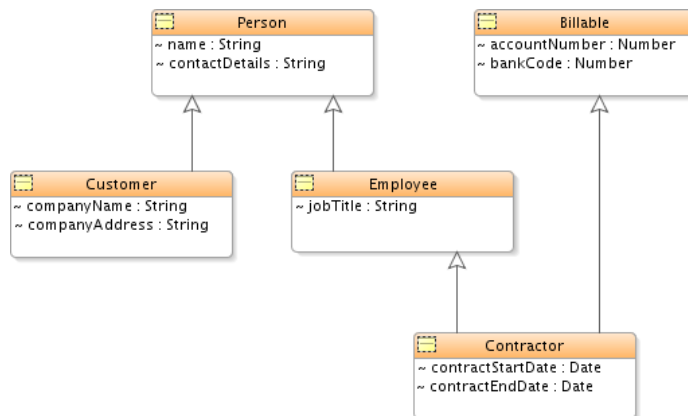 Person
~ name : String
~ contactDetails : String
Billable
~ accountNumber : Number
~ bankCode : Number
Customer
~ companyName : String
~ companyAddress : String
Employee
~ jobTitle : String
Contractor
~ contractStartDate : Date
~ contractEndDate : Date